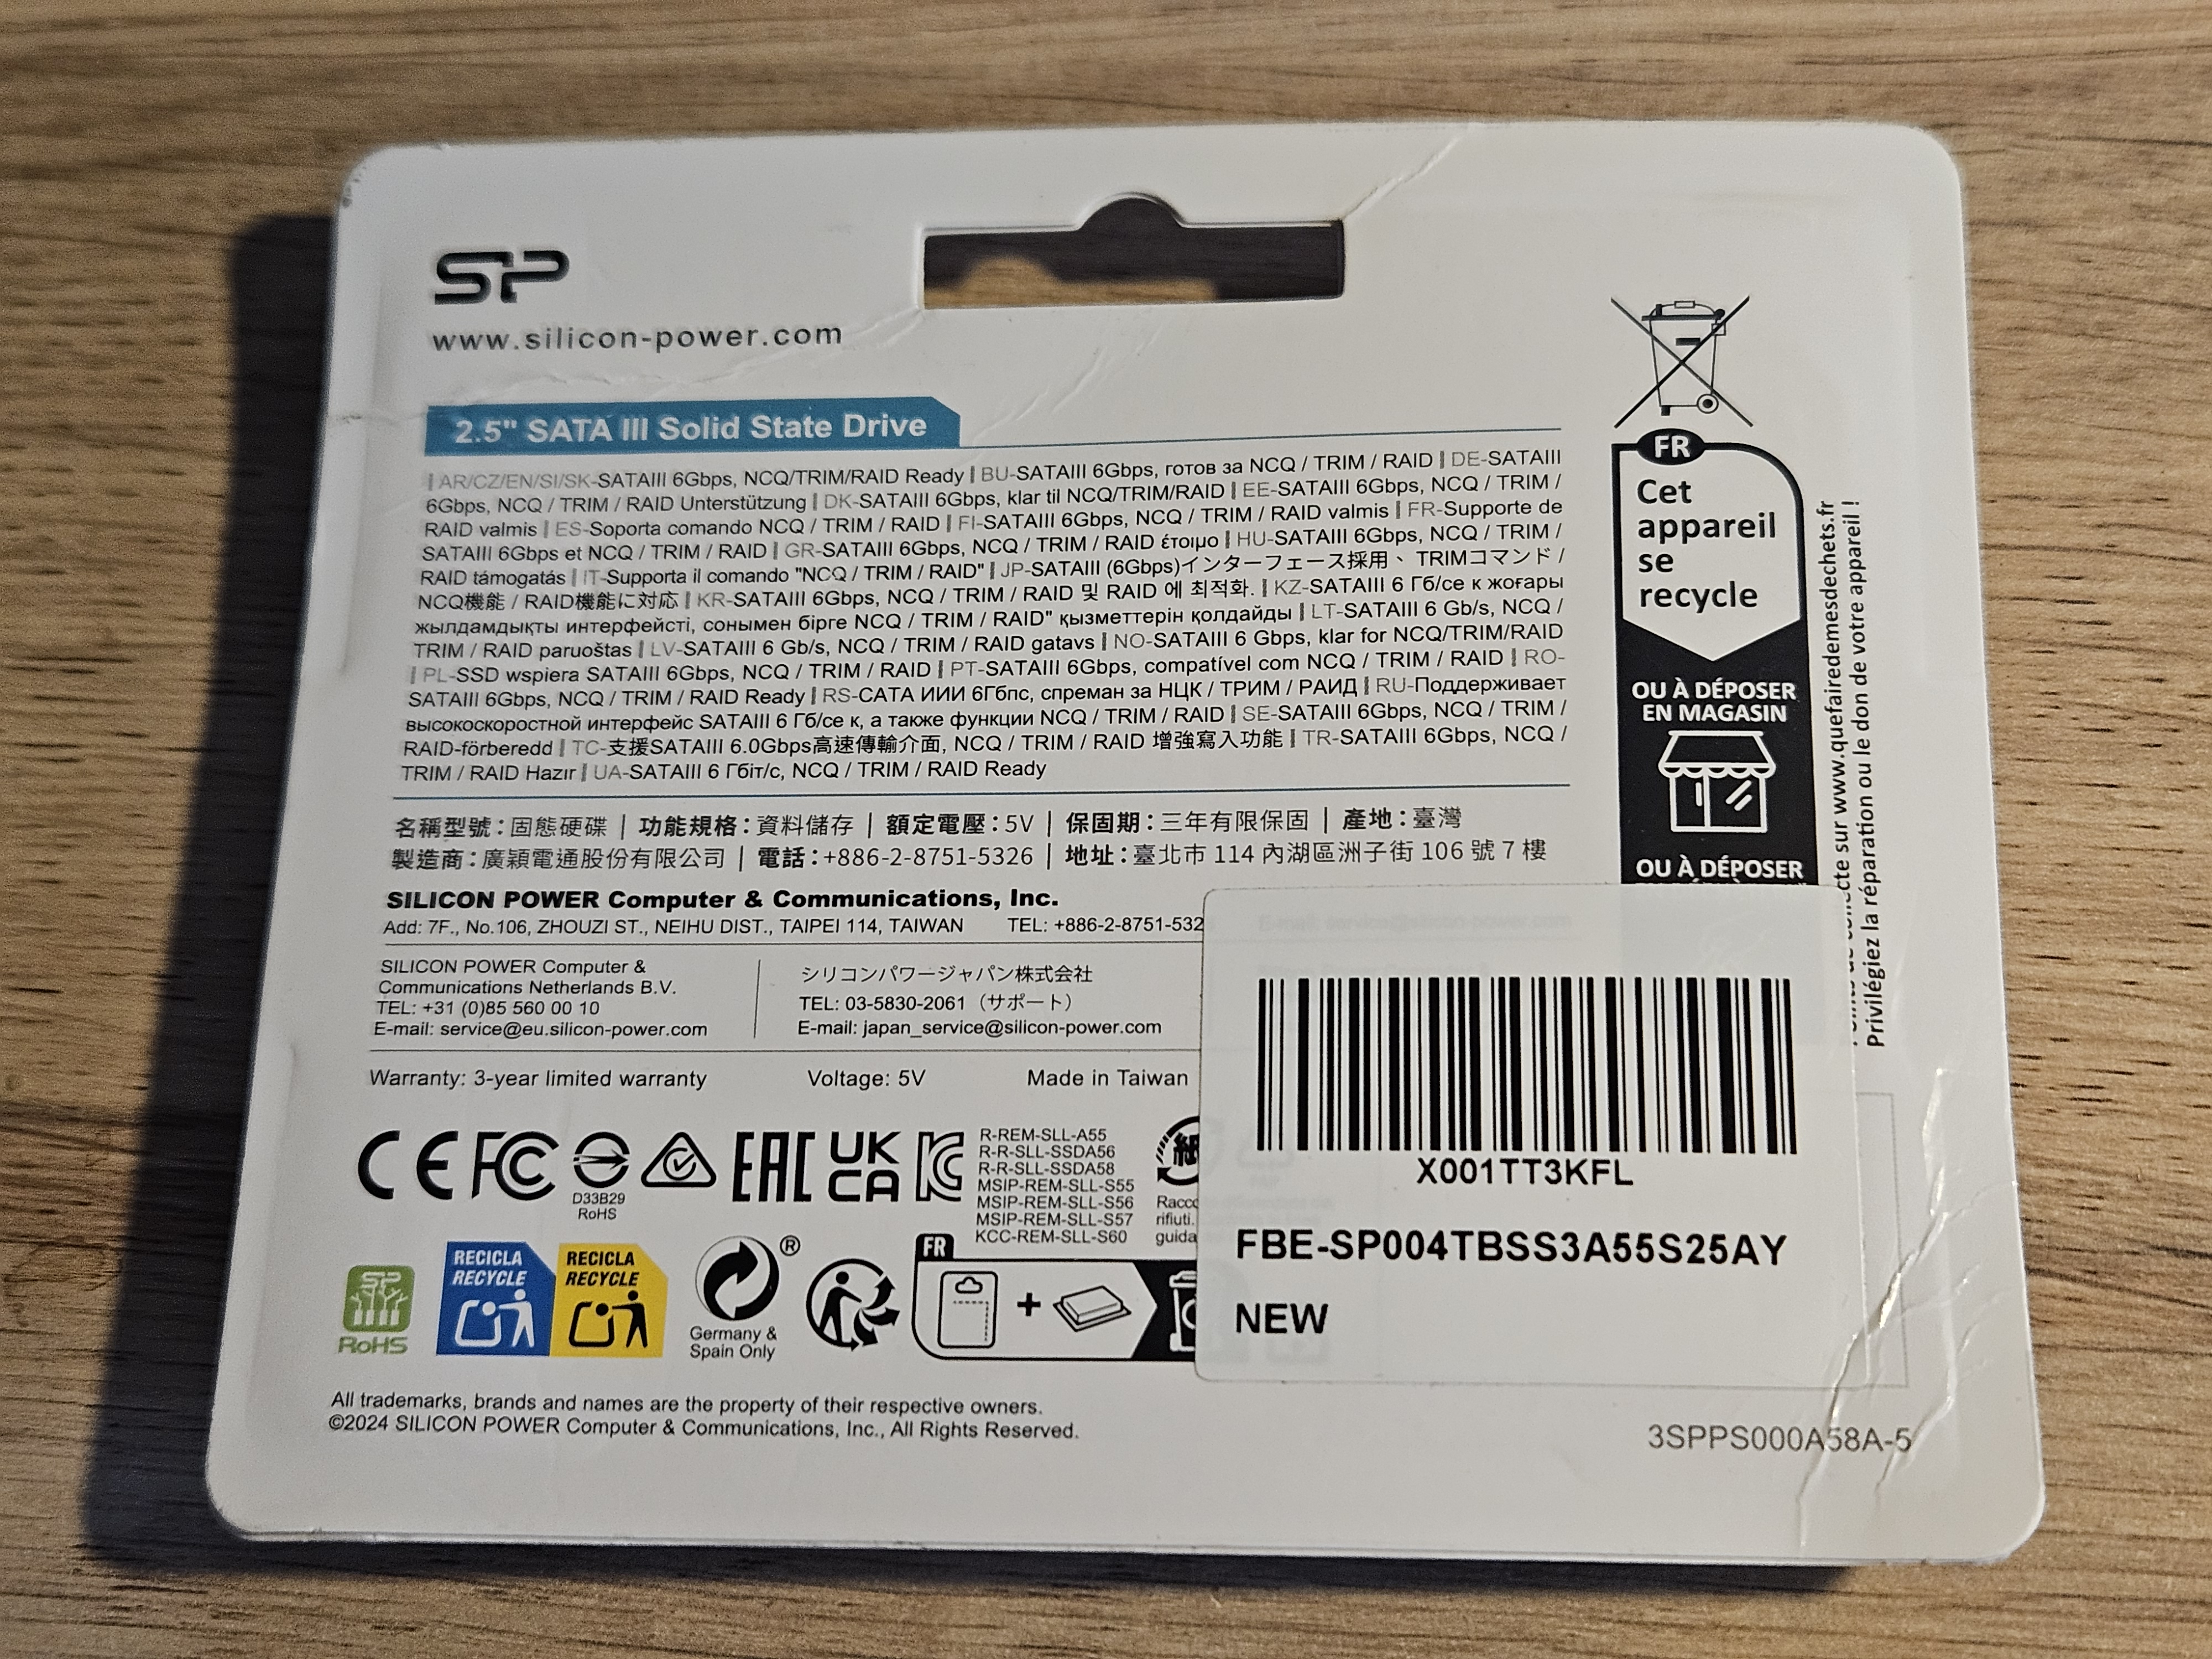 SP
www.silicon-power.com
2.5" SATA III Solid State Drive
| AR/CZ/EN/SI/SK-SATAIII 6Gbps, NCQ/TRIM/RAID Ready | BU-SATAIII 6Gbps, готов за NCQ / TRIM / RAID | DE-SATAIII
6Gbps, NCQ / TRIM / RAID Unterstützung | DK-SATAIII 6Gbps, klar til NCQ/TRIM/RAID | EE-SATAIII 6Gbps, NCQ / TRIM /
RAID valmis | ES-Soporta comando NCQ / TRIM / RAID | FI-SATAIII 6Gbps, NCQ / TRIM / RAID valmis | FR-Supporte de
SATAIII 6Gbps et NCQ / TRIM / RAID | GR-SATAIII 6Gbps, NCQ / TRIM / RAID έτοιμο | HU-SATAIII 6Gbps, NCQ / TRIM /
RAID támogatás | IT-Supporta il comando "NCQ / TRIM / RAID" | JP-SATAIII (6Gbps)インターフェース採用、 TRIMコマンド /
NCQ機能 / RAID機能に対応 | KR-SATAIII 6Gbps, NCQ / TRIM / RAID 및 RAID 에 최적화. | KZ-SATAIII 6 Гб/се к жоғары
жылдамдықты интерфейсті, сонымен бірге NCQ / TRIM / RAID" қызметтерін қолдайды | LT-SATAIII 6 Gb/s, NCQ /
TRIM / RAID paruoštas | LV-SATAIII 6 Gb/s, NCQ / TRIM / RAID gatavs | NO-SATAIII 6 Gbps, klar for NCQ/TRIM/RAID
| PL-SSD wspiera SATAIII 6Gbps, NCQ / TRIM / RAID | PT-SATAIII 6Gbps, compatível com NCQ / TRIM / RAID | RO-
SATAIII 6Gbps, NCQ / TRIM / RAID Ready | RS-САТА ИИИ 6Гбпс, спреман за НЦК / ТРИМ / РАИД | RU-Поддерживает
высокоскоростной интерфейс SATAIII 6 Гб/се к, а также функции NCQ / TRIM / RAID | SE-SATAIII 6Gbps, NCQ / TRIM /
RAID-förberedd | TC-支援SATAIII 6.0Gbps高速傳輸介面, NCQ / TRIM / RAID 增強寫入功能 | TR-SATAIII 6Gbps, NCQ /
TRIM / RAID Hazır | UA-SATAIII 6 Гбіт/с, NCQ / TRIM / RAID Ready
名稱型號：固態硬碟 | 功能規格：資料儲存 | 額定電壓：5V | 保固期：三年有限保固 | 產地：臺灣
製造商：廣穎電通股份有限公司 | 電話：+886-2-8751-5326 | 地址：臺北市 114 內湖區洲子街 106 號 7 樓
SILICON POWER Computer & Communications, Inc.
Add: 7F., No.106, ZHOUZI ST., NEIHU DIST., TAIPEI 114, TAIWAN TEL: +886-2-8751-532
E-mail: service@silicon-power.com
SILICON POWER Computer &
Communications Netherlands B.V.
TEL: +31 (0)85 560 00 10
E-mail: service@eu.silicon-power.com
シリコンパワージャパン株式会社
TEL: 03-5830-2061（サポート）
E-mail: japan_service@silicon-power.com
Warranty: 3-year limited warranty Voltage: 5V Made in Taiwan
CE FC
D33B29
RoHS
EAC
UK
CA
KC
R-REM-SLL-A55
R-R-SLL-SSDA56
R-R-SLL-SSDA58
MSIP-REM-SLL-S55
MSIP-REM-SLL-S56
MSIP-REM-SLL-S57
KCC-REM-SLL-S60
紙
Racco
rifiuti.
guida
SP
RoHS
RECICLA
RECYCLE
RECICLA
RECYCLE
®
Germany &
Spain Only
FR
+
All trademarks, brands and names are the property of their respective owners.
©2024 SILICON POWER Computer & Communications, Inc., All Rights Reserved.
FR
Cet
appareil
se
recycle
OU À DÉPOSER
EN MAGASIN
OU À DÉPOSER
sur www.quefairedemesdechets.fr
Privilégiez la réparation ou le don de votre appareil !
X001TT3KFL
FBE-SP004TBSS3A55S25AY
NEW
3SPPS000A58A-5